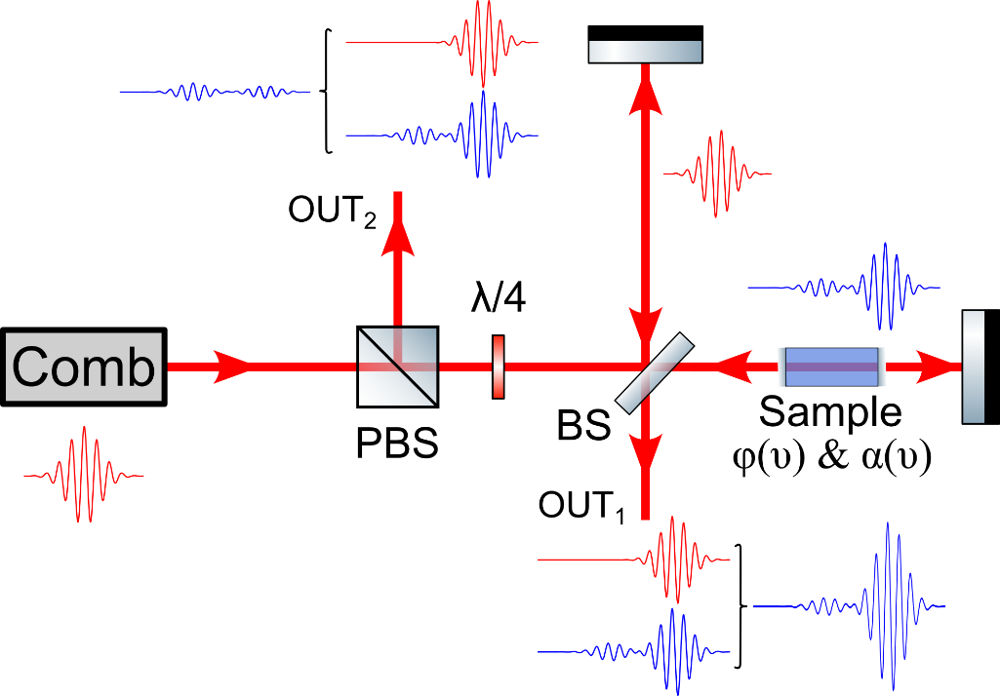 OUT₂
λ/4
Comb
PBS
BS
Sample
φ(υ) & α(υ)
OUT₁